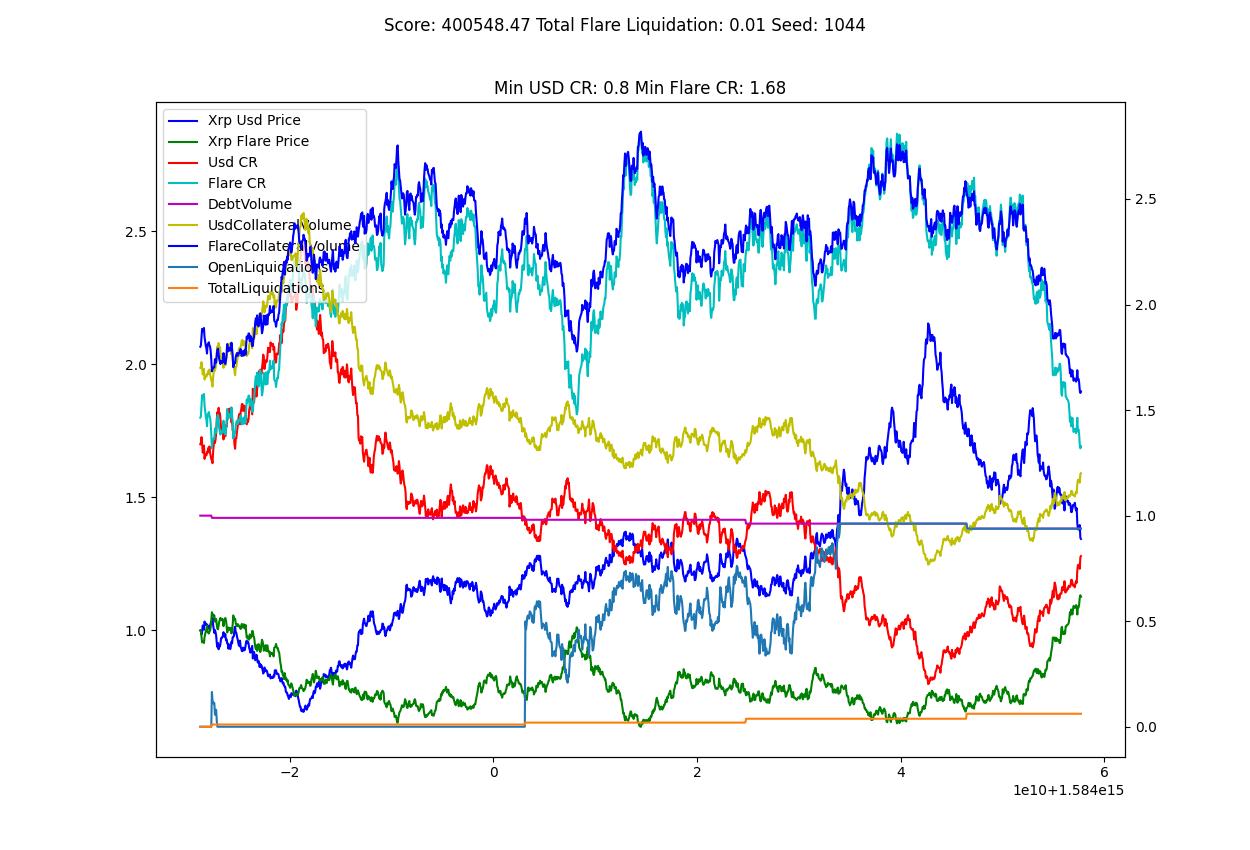 Score: 400548.47 Total Flare Liquidation: 0.01 Seed: 1044
Min USD CR: 0.8 Min Flare CR: 1.68
Xrp Usd Price
Xrp Flare Price
Usd CR
Flare CR
DebtVolume
UsdCollateralVolume
FlareCollateralVolume
OpenLiquidations
TotalLiquidations
2.5
2.0
1.5
1.0
2.5
2.0
1.5
1.0
0.5
0.0
−2
0
2
4
6
1e10+1.584e15